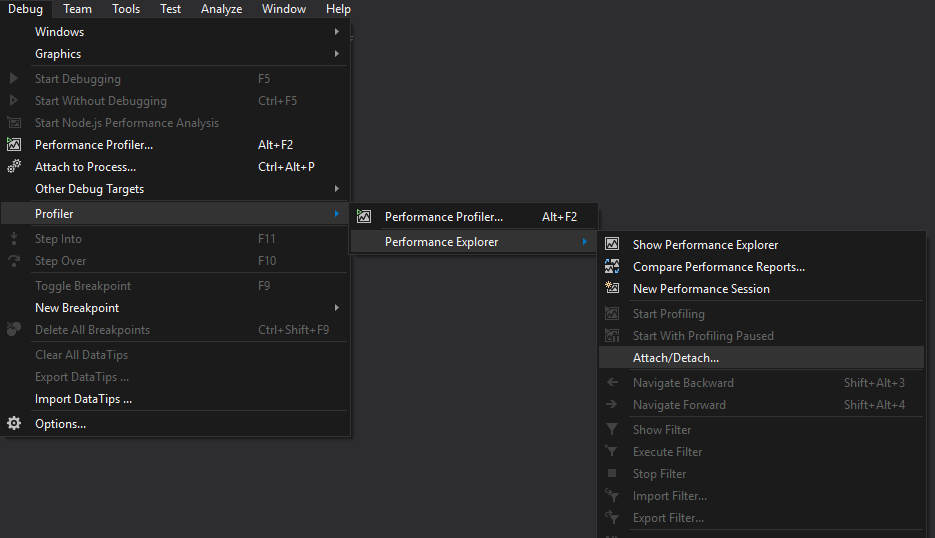 Debug Team Tools Test Analyze Window Help
Windows
Graphics
Start Debugging F5
Start Without Debugging Ctrl+F5
Start Node.js Performance Analysis
Performance Profiler... Alt+F2
Attach to Process... Ctrl+Alt+P
Other Debug Targets
Profiler
Step Into F11
Step Over F10
Toggle Breakpoint F9
New Breakpoint
Delete All Breakpoints Ctrl+Shift+F9
Clear All DataTips
Export DataTips ...
Import DataTips ...
Options...
Performance Profiler... Alt+F2
Performance Explorer
Show Performance Explorer
Compare Performance Reports...
New Performance Session
Start Profiling
Start With Profiling Paused
Attach/Detach...
Navigate Backward Shift+Alt+3
Navigate Forward Shift+Alt+4
Show Filter
Execute Filter
Stop Filter
Import Filter...
Export Filter...